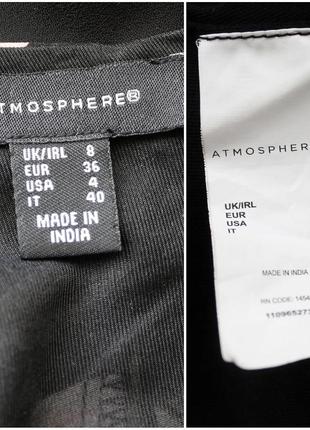 ATMOSPHERE®
UK/IRL 8
EUR 36
USA 4
IT 40
MADE IN
INDIA
ATMOSPHERE
UK/IRL
EUR
USA
IT
MADE IN INDIA
RN CODE: 1454
110965273